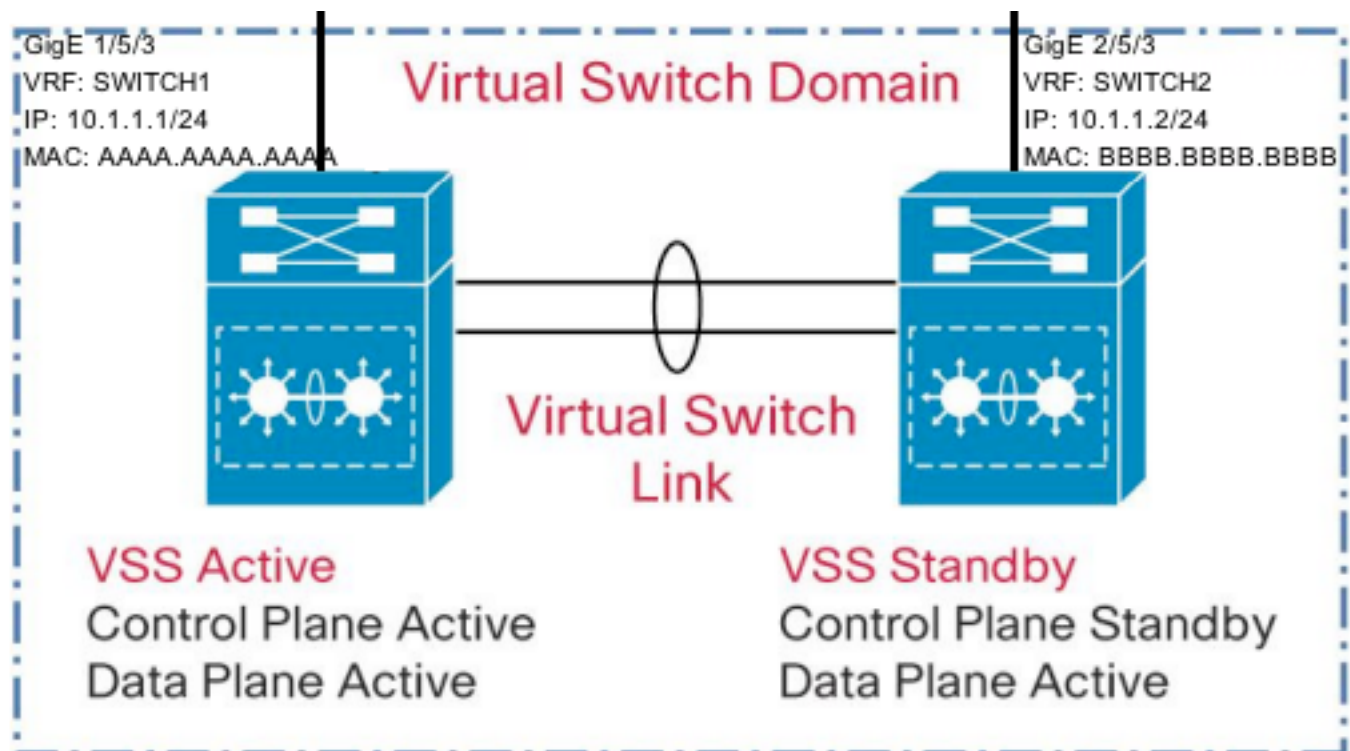 GigE 1/5/3
VRF: SWITCH1
IP: 10.1.1.1/24
MAC: AAAA.AAAA.AAAA
Virtual Switch Domain
GigE 2/5/3
VRF: SWITCH2
IP: 10.1.1.2/24
MAC: BBBB.BBBB.BBBB
Virtual Switch
Link
VSS Active
Control Plane Active
Data Plane Active
VSS Standby
Control Plane Standby
Data Plane Active